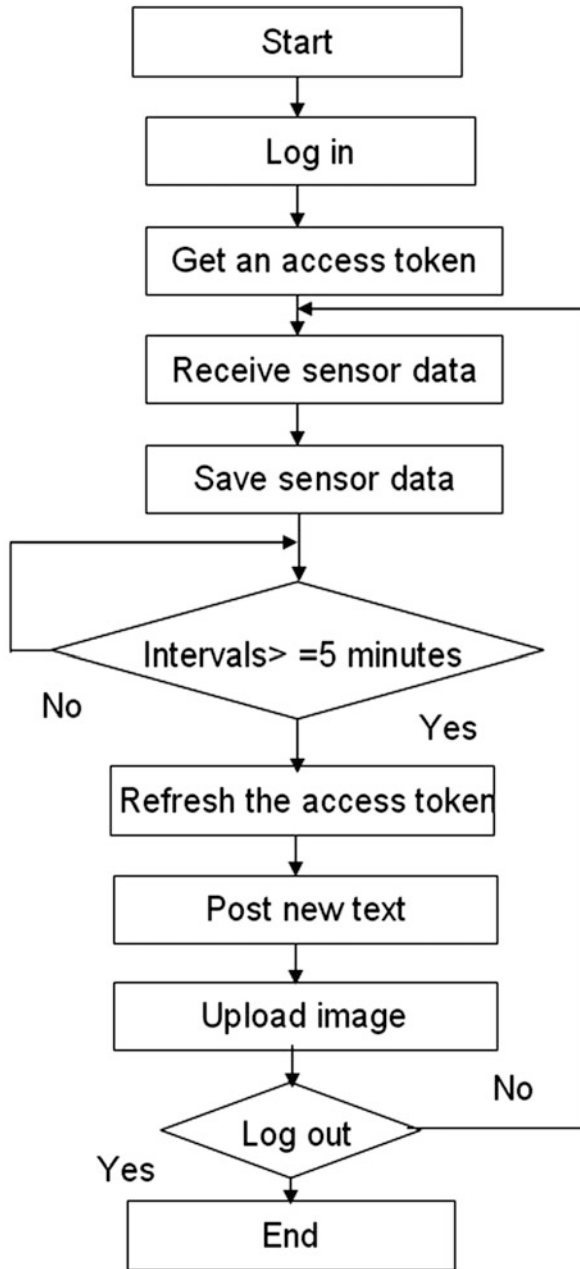 Start
Log in
Get an access token
Receive sensor data
Save sensor data
Intervals> =5 minutes
No
Yes
Refresh the access token
Post new text
Upload image
No
Log out
Yes
End